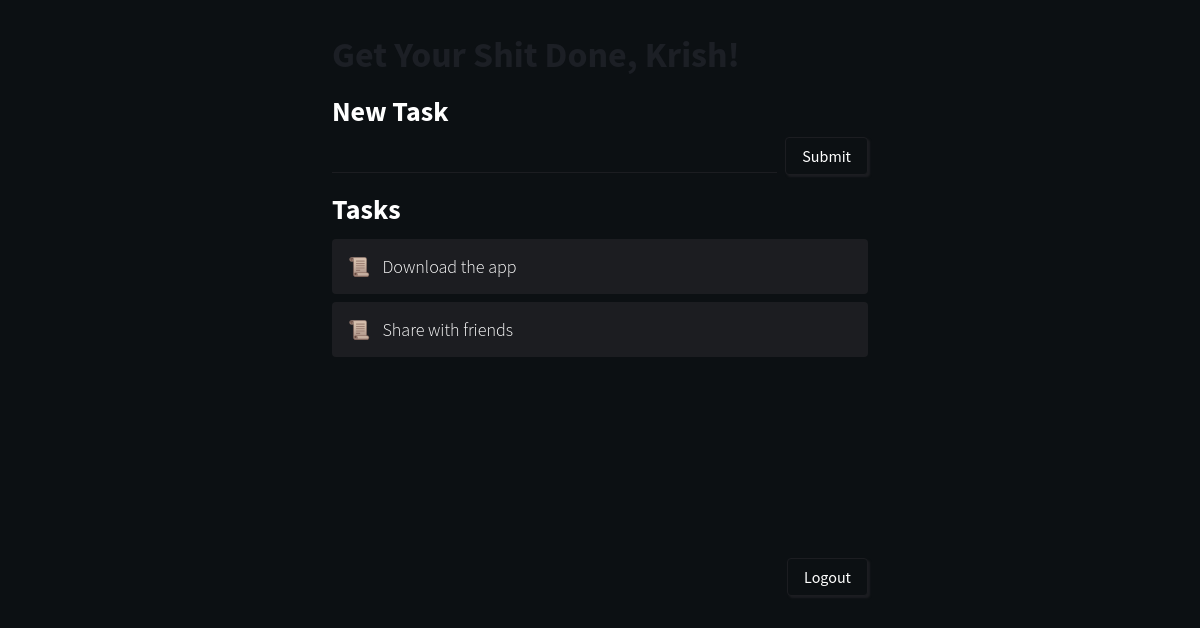 Get Your Shit Done, Krish!
New Task
Submit
Tasks
Download the app
Share with friends
Logout